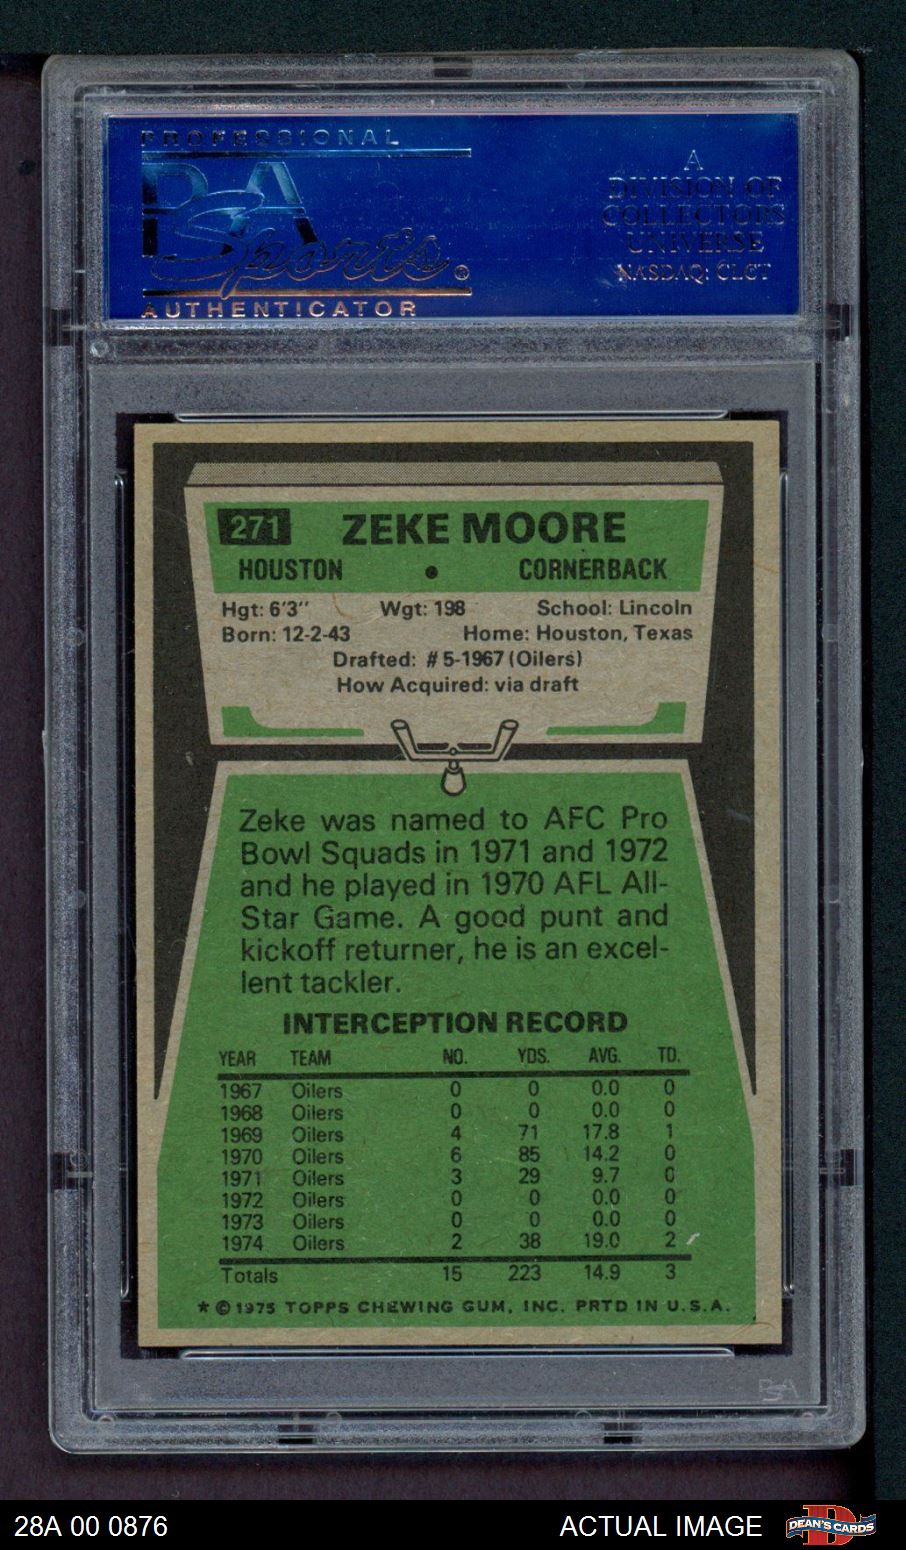 PROFESSIONAL
PSA
Sports®
AUTHENTICATOR
A
DIVISION OF
COLLECTORS
UNIVERSE
NASDAQ: CLCT
271 ZEKE MOORE
HOUSTON • CORNERBACK
Hgt: 6'3" Wgt: 198 School: Lincoln
Born: 12-2-43 Home: Houston, Texas
Drafted: # 5-1967 (Oilers)
How Acquired: via draft
Zeke was named to AFC Pro
Bowl Squads in 1971 and 1972
and he played in 1970 AFL All-
Star Game. A good punt and
kickoff returner, he is an excel-
lent tackler.
INTERCEPTION RECORD
YEAR TEAM NO. YDS. AVG. TD.
1967 Oilers 0 0 0.0 0
1968 Oilers 0 0 0.0 0
1969 Oilers 4 71 17.8 1
1970 Oilers 6 85 14.2 0
1971 Oilers 3 29 9.7 0
1972 Oilers 0 0 0.0 0
1973 Oilers 0 0 0.0 0
1974 Oilers 2 38 19.0 2
Totals 15 223 14.9 3
* © 1975 TOPPS CHEWING GUM, INC. PRTD IN U.S.A.
PSA
28A 00 0876 ACTUAL IMAGE DEAN'S CARDS